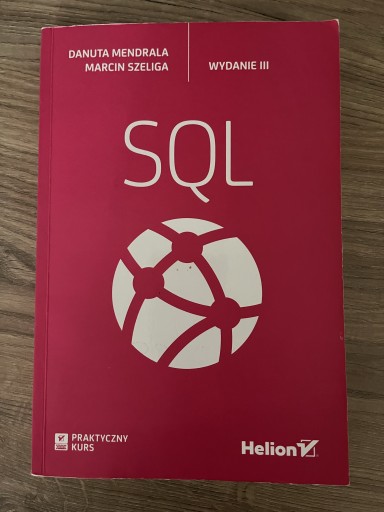 DANUTA MENDRALA
MARCIN SZELIGA
WYDANIE III
SQL
PRAKTYCZNY
KURS
Helion